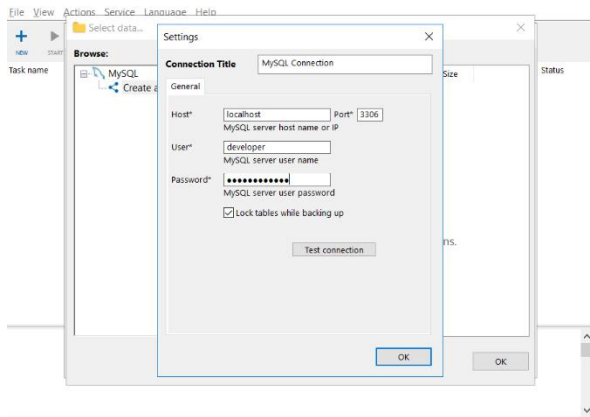 File View Actions Service Language Help
Select data...
NEW START
Browse:
Task name
Size
Status
MySQL
Create a
Settings
Connection Title MySQL Connection
General
Host* localhost Port* 3306
MySQL server host name or IP
User* developer
MySQL server user name
Password* ●●●●●●●●●●●●
MySQL server user password
Lock tables while backing up
Test connection
ns.
OK
OK